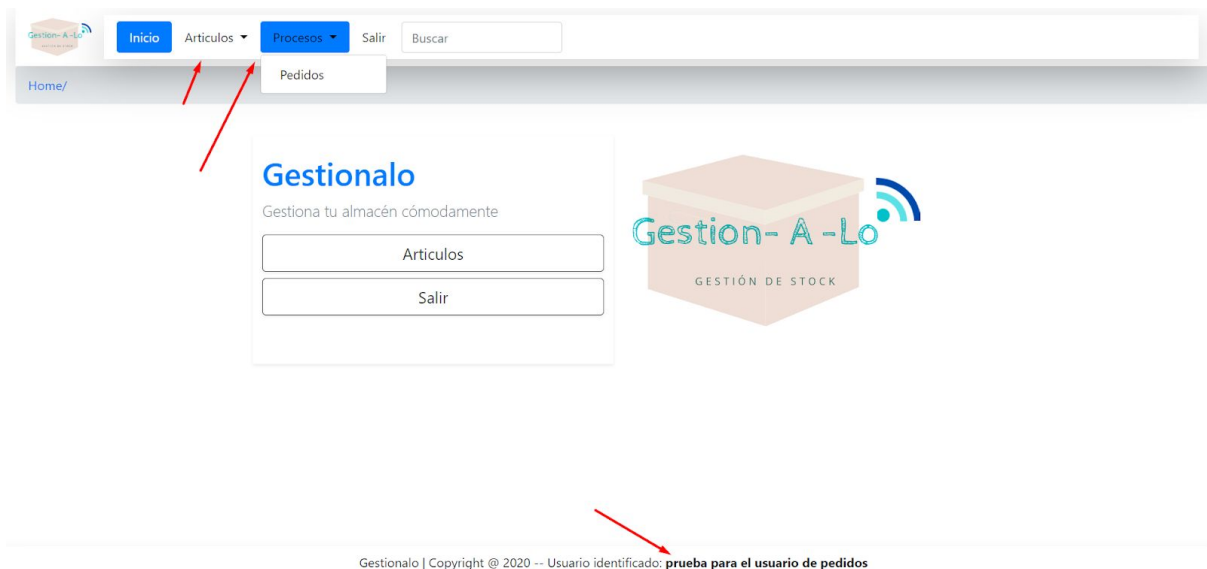 Gestion-A-Lo
Inicio Articulos Procesos Salir Buscar
Pedidos
Home/
Gestionalo
Gestiona tu almacén cómodamente
Articulos
Salir
Gestion- A -Lo
GESTIÓN DE STOCK
Gestionalo | Copyright @ 2020 -- Usuario identificado: prueba para el usuario de pedidos